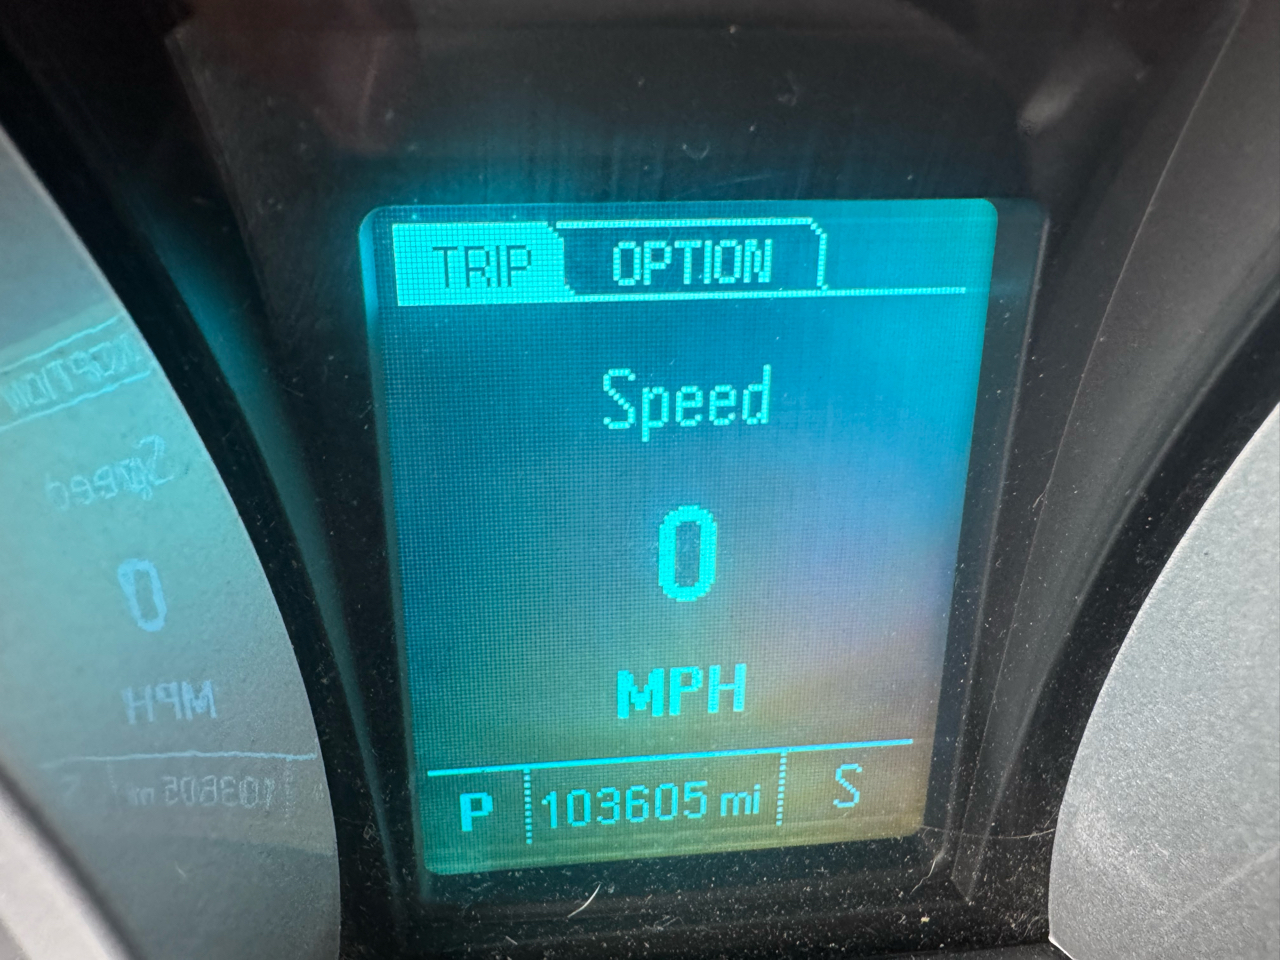 TRIP OPTION
Speed
0
MPH
P 103605 mi S